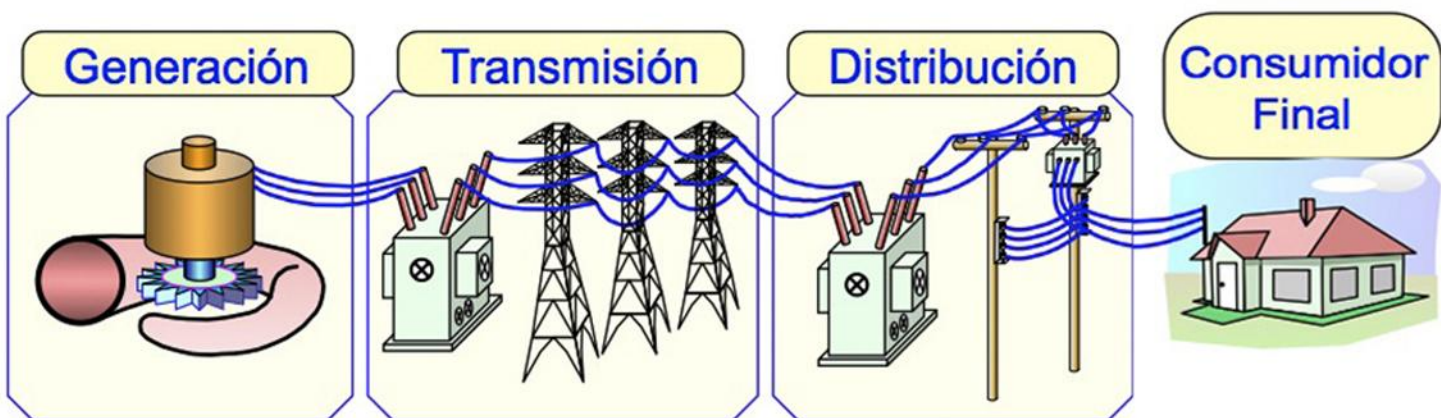 Generación
Transmisión
Distribución
Consumidor
Final